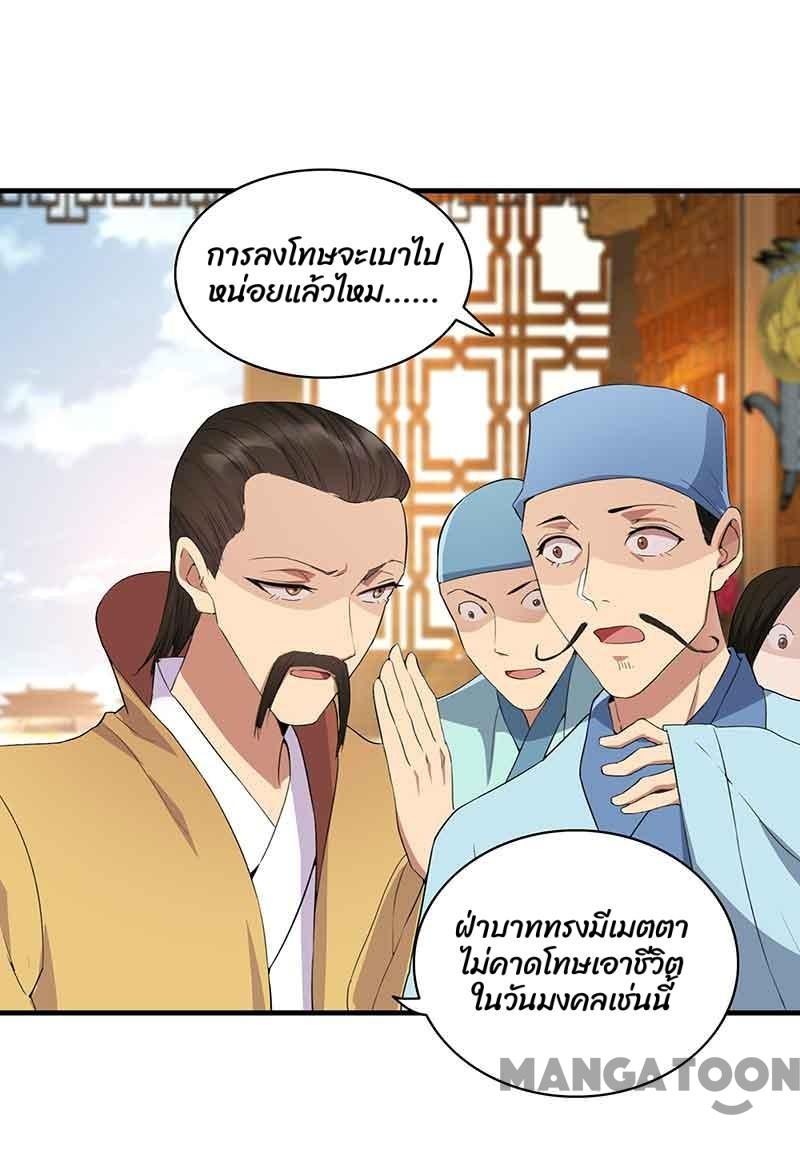 การลงโทษจะเบาไป
หน่อยแล้วไหม......
ฝ่าบาททรงมีเมตตา
ไม่คาดโทษเอาชีวิต
ในวันมงคลเช่นนี้
MANGATOON